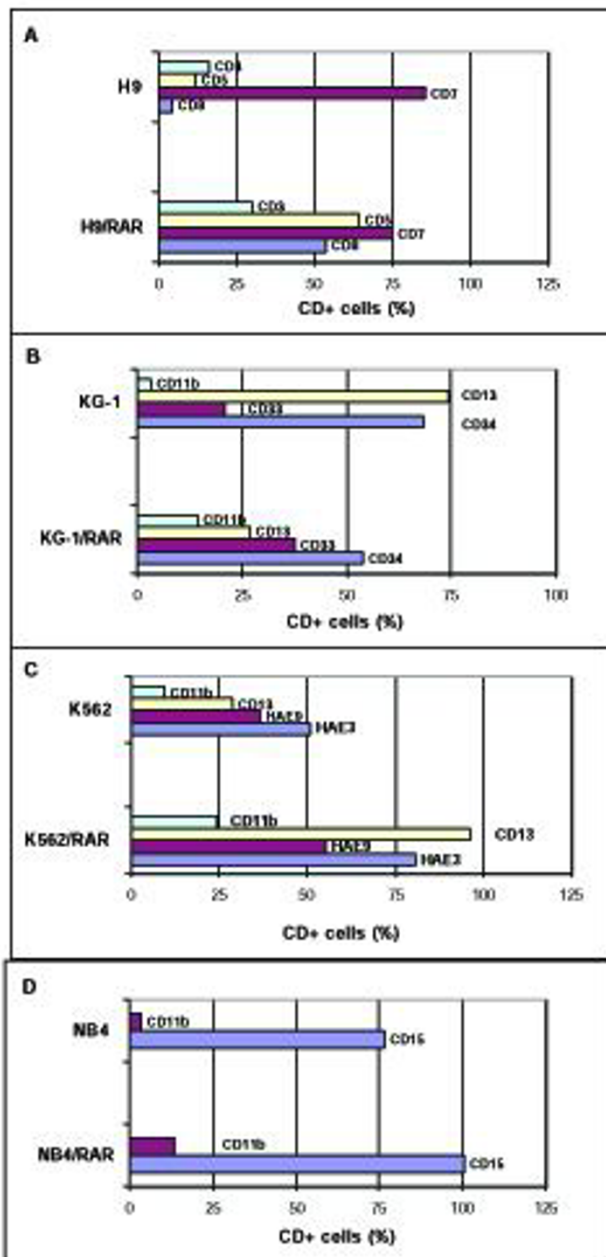 A
H9
CD5
CD7
CD8
H9/RAR
CD5
CD7
CD8
0 25 50 75 100 125
CD+ cells (%)
B
KG-1
CD11b
CD13
CD33
CD34
KG-1/RAR
CD11b
CD13
CD33
CD34
0 25 50 75 100
CD+ cells (%)
C
K562
CD11b
CD13
HAE9
HAE3
K562/RAR
CD11b
CD13
HAE9
HAE3
0 25 50 75 100 125
CD+ cells (%)
D
NB4
CD11b
CD15
NB4/RAR
CD11b
CD15
0 25 50 75 100 125
CD+ cells (%)